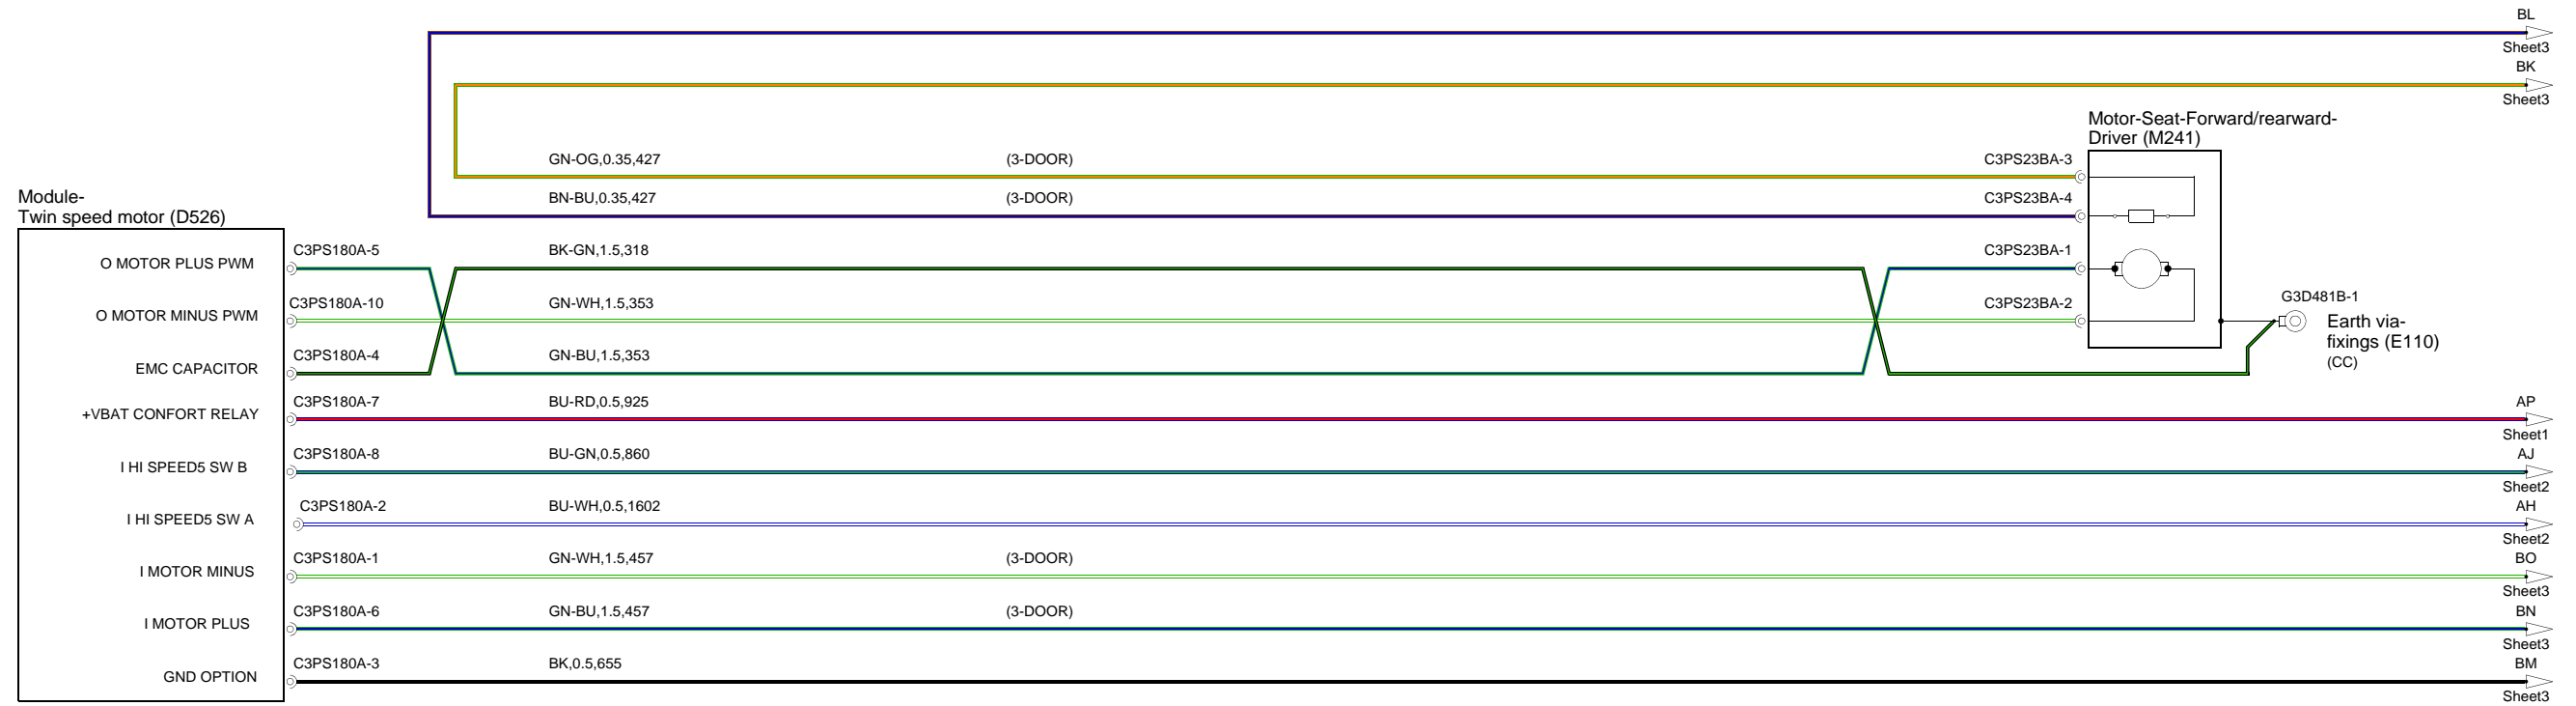 BL
Sheet3
BK
Sheet3
Motor-Seat-Forward/rearward-
Driver (M241)
GN-OG,0.35,427 (3-DOOR) C3PS23BA-3
BN-BU,0.35,427 (3-DOOR) C3PS23BA-4
Module-
Twin speed motor (D526)
O MOTOR PLUS PWM C3PS180A-5 BK-GN,1.5,318 C3PS23BA-1
O MOTOR MINUS PWM C3PS180A-10 GN-WH,1.5,353 C3PS23BA-2
G3D481B-1
Earth via-
fixings (E110)
(CC)
EMC CAPACITOR C3PS180A-4 GN-BU,1.5,353
+VBAT CONFORT RELAY C3PS180A-7 BU-RD,0.5,925 AP
Sheet1
I HI SPEED5 SW B C3PS180A-8 BU-GN,0.5,860 AJ
Sheet2
I HI SPEED5 SW A C3PS180A-2 BU-WH,0.5,1602 AH
Sheet2
I MOTOR MINUS C3PS180A-1 GN-WH,1.5,457 (3-DOOR) BO
Sheet3
I MOTOR PLUS C3PS180A-6 GN-BU,1.5,457 (3-DOOR) BN
Sheet3
GND OPTION C3PS180A-3 BK,0.5,655 BM
Sheet3